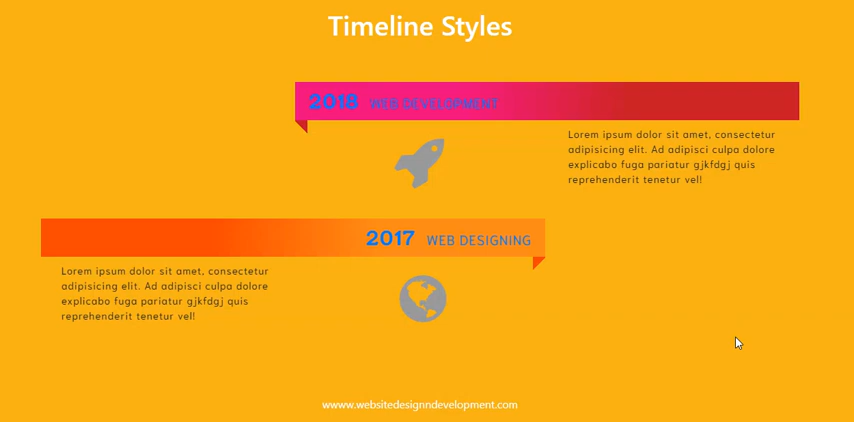 Timeline Styles
2018 WEB DEVELOPMENT
Lorem ipsum dolor sit amet, consectetur
adipisicing elit. Ad adipisci culpa dolore
explicabo fuga pariatur gjkfdgj quis
reprehenderit tenetur vel!
2017 WEB DESIGNING
Lorem ipsum dolor sit amet, consectetur
adipisicing elit. Ad adipisci culpa dolore
explicabo fuga pariatur gjkfdgj quis
reprehenderit tenetur vel!
wwww.websitedesignndevelopment.com